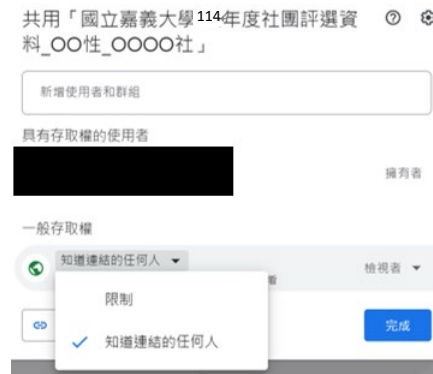 共用「國立嘉義大學114年度社團評選資
料_OO性_OOOO社」
新增使用者和群組
具有存取權的使用者
擁有者
一般存取權
知道連結的任何人
檢視者
限制
知道連結的任何人
完成